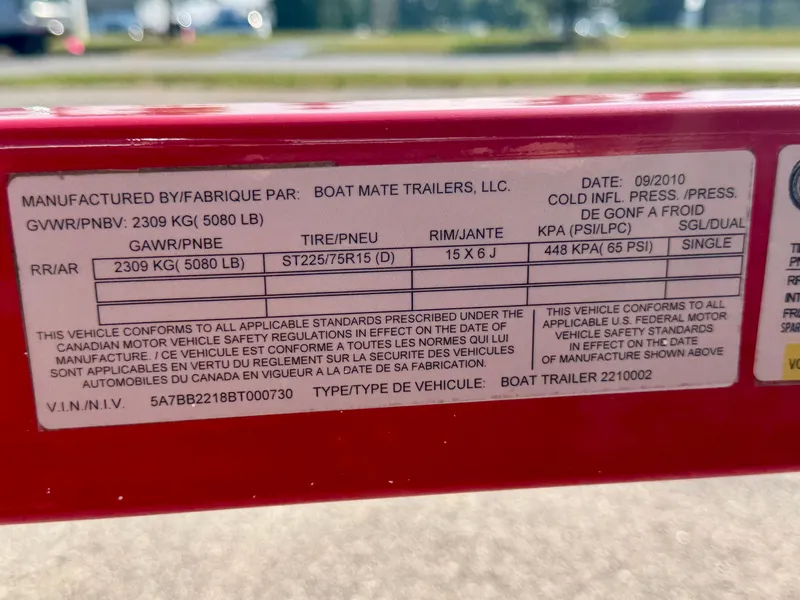 MANUFACTURED BY/FABRIQUE PAR: BOAT MATE TRAILERS, LLC.
DATE: 09/2010
GVWR/PNBV: 2309 KG( 5080 LB)
COLD INFL. PRESS. /PRESS.
DE GONF A FROID
GAWR/PNBE TIRE/PNEU RIM/JANTE KPA (PSI/LPC) SGL/DUAL
RR/AR 2309 KG( 5080 LB) ST225/75R15 (D) 15 X 6 J 448 KPA( 65 PSI) SINGLE
THIS VEHICLE CONFORMS TO ALL APPLICABLE STANDARDS PRESCRIBED UNDER THE
CANADIAN MOTOR VEHICLE SAFETY REGULATIONS IN EFFECT ON THE DATE OF
MANUFACTURE. / CE VEHICULE EST CONFORME A TOUTES LES NORMES QUI LUI
SONT APPLICABLES EN VERTU DU REGLEMENT SUR LA SECURITE DES VEHICULES
AUTOMOBILES DU CANADA EN VIGUEUR A LA DATE DE SA FABRICATION.
THIS VEHICLE CONFORMS TO ALL
APPLICABLE U.S. FEDERAL MOTOR
VEHICLE SAFETY STANDARDS
IN EFFECT ON THE DATE
OF MANUFACTURE SHOWN ABOVE
V.I.N./N.I.V. 5A7BB2218BT000730 TYPE/TYPE DE VEHICULE: BOAT TRAILER 2210002